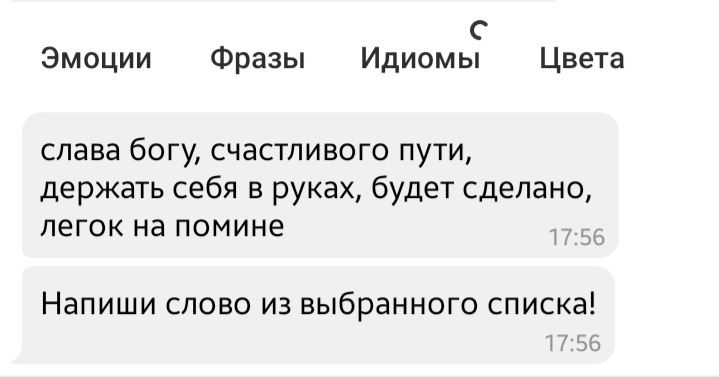 Эмоции Фразы Идиомы Цвета
слава богу, счастливого пути,
держать себя в руках, будет сделано,
легок на помине
17:56
Напиши слово из выбранного списка!
17:56